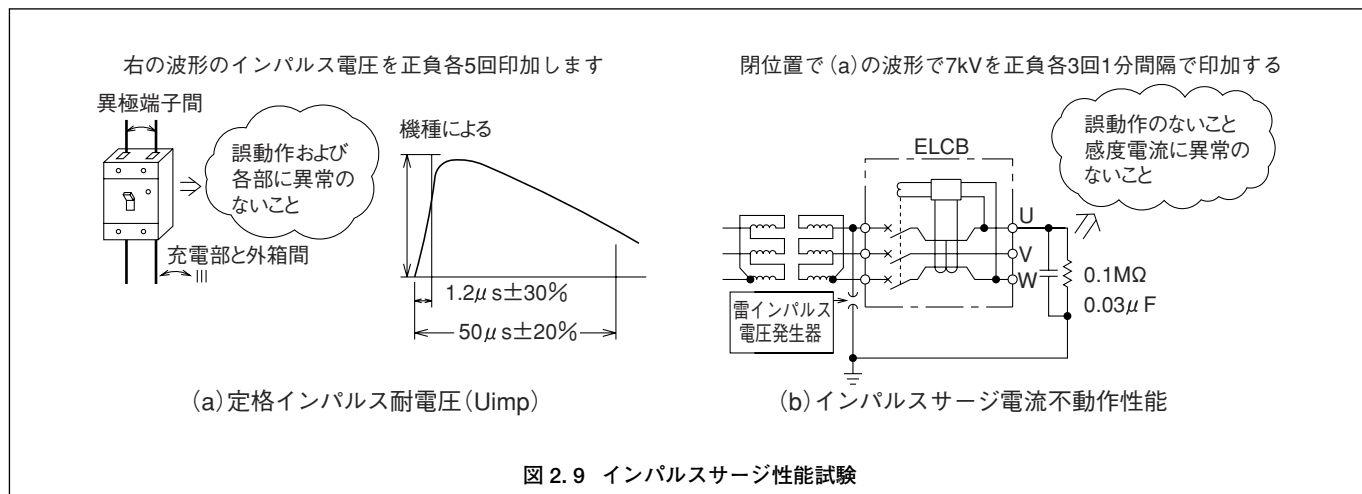 右の波形のインパルス電圧を正負各5回印加します
異極端子間
誤動作および
各部に異常の
ないこと
充電部と外箱間
機種による
1.2μs±30%
50μs±20%
(a)定格インパルス耐電圧(Uimp)
閉位置で(a)の波形で7kVを正負各3回1分間隔で印加する
誤動作のないこと
感度電流に異常の
ないこと
ELCB
U
V
W
0.1MΩ
0.03μF
雷インパルス
電圧発生器
(b)インパルスサージ電流不動作性能
図2.9 インパルスサージ性能試験